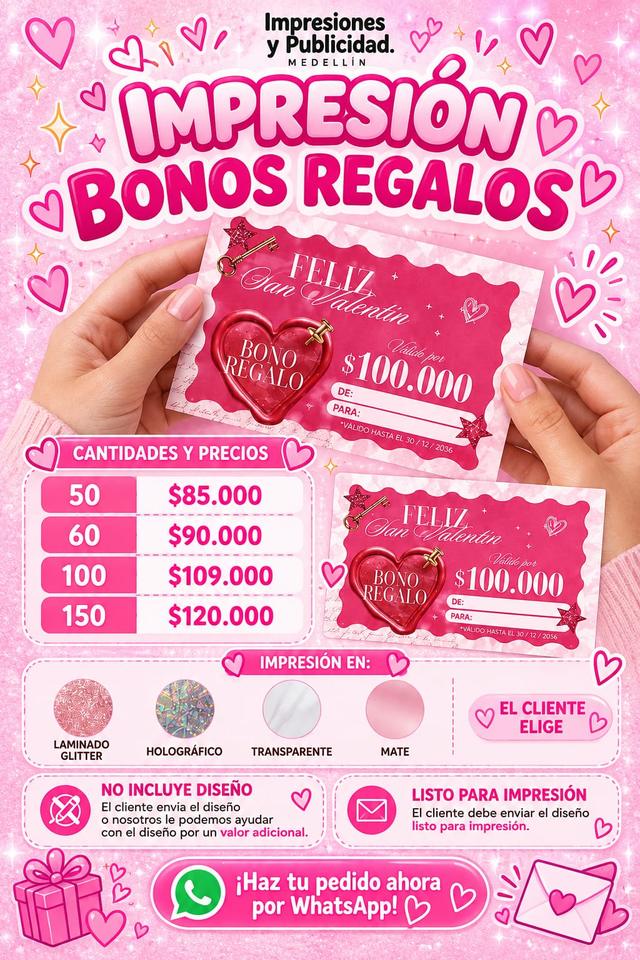 Impresiones
y Publicidad.
MEDELLÍN
IMPRESIÓN
BONOS REGALOS
FELIZ
San Valentin
BONO
REGALO
Válido por
$100.000
DE:
PARA:
*VÁLIDO HASTA EL 30 / 12 / 2036
CANTIDADES Y PRECIOS
50 $85.000
60 $90.000
100 $109.000
150 $120.000
FELIZ
San Valentin
BONO
REGALO
Válido por
$100.000
DE:
PARA:
*VÁLIDO HASTA EL 30 / 12 / 2036
IMPRESIÓN EN:
LAMINADO
GLITTER
HOLOGRÁFICO
TRANSPARENTE
MATE
EL CLIENTE
ELIGE
NO INCLUYE DISEÑO
El cliente envía el diseño
o nosotros le podemos ayudar
con el diseño por un valor adicional.
LISTO PARA IMPRESIÓN
El cliente debe enviar el diseño
listo para impresión.
¡Haz tu pedido ahora
por WhatsApp!